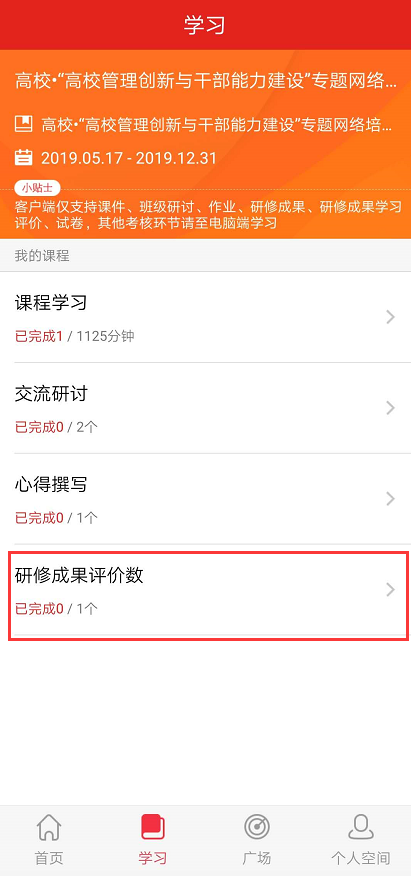 学习
高校•“高校管理创新与干部能力建设”专题网络...
高校•“高校管理创新与干部能力建设”专题网络培...
2019.05.17 - 2019.12.31
小贴士
客户端仅支持课件、班级研讨、作业、研修成果、研修成果学习
评价、试卷，其他考核环节请至电脑端学习
我的课程
课程学习
已完成1 / 1125分钟
交流研讨
已完成0 / 2个
心得撰写
已完成0 / 1个
研修成果评价数
已完成0 / 1个
首页 学习 广场 个人空间